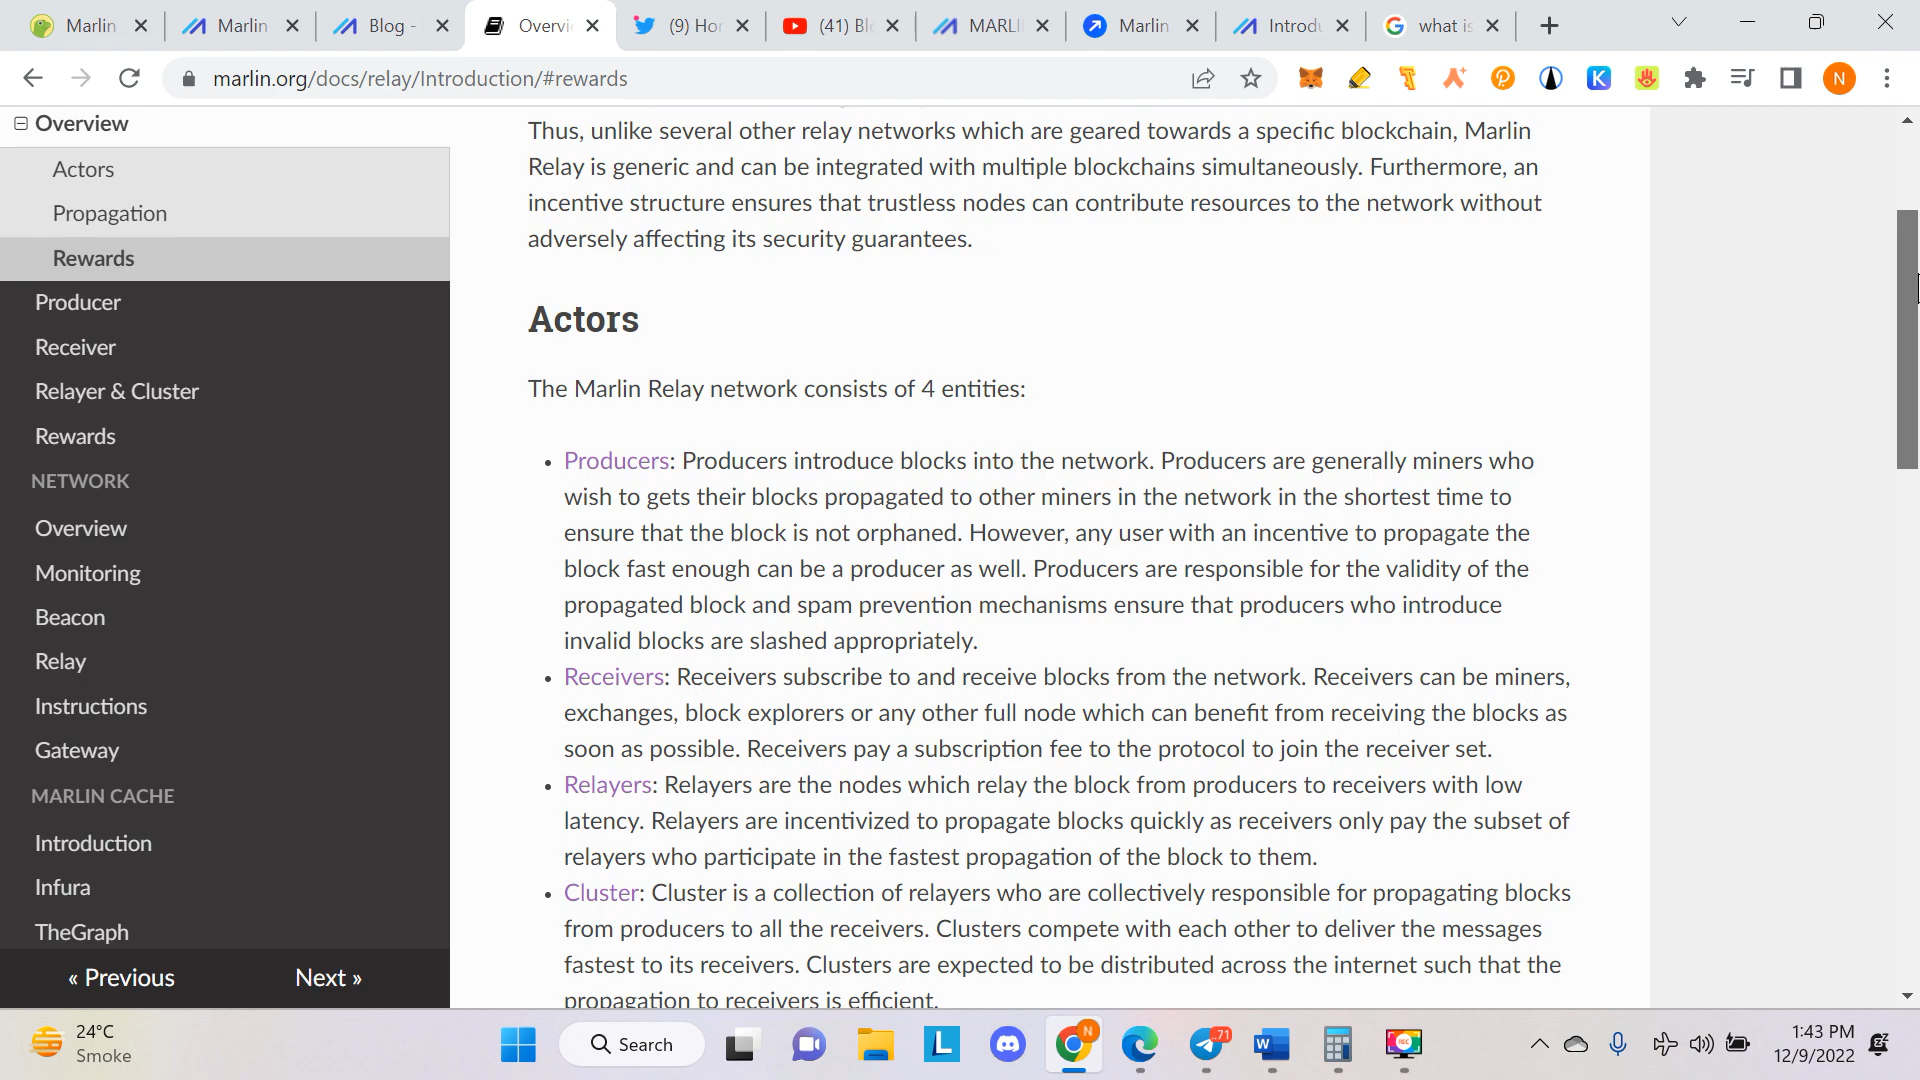 Marlin
Marlin
Blog -
Overvi
(9) Hor
(41) Blo
MARLI
Marlin
Introdu
what is
marlin.org/docs/relay/Introduction/#rewards
N
Overview
Actors
Propagation
Rewards
Producer
Receiver
Relayer & Cluster
Rewards
NETWORK
Overview
Monitoring
Beacon
Relay
Instructions
Gateway
MARLIN CACHE
Introduction
Infura
TheGraph
« Previous Next »
Thus, unlike several other relay networks which are geared towards a specific blockchain, Marlin
Relay is generic and can be integrated with multiple blockchains simultaneously. Furthermore, an
incentive structure ensures that trustless nodes can contribute resources to the network without
adversely affecting its security guarantees.
Actors
The Marlin Relay network consists of 4 entities:
• Producers: Producers introduce blocks into the network. Producers are generally miners who
wish to gets their blocks propagated to other miners in the network in the shortest time to
ensure that the block is not orphaned. However, any user with an incentive to propagate the
block fast enough can be a producer as well. Producers are responsible for the validity of the
propagated block and spam prevention mechanisms ensure that producers who introduce
invalid blocks are slashed appropriately.
• Receivers: Receivers subscribe to and receive blocks from the network. Receivers can be miners,
exchanges, block explorers or any other full node which can benefit from receiving the blocks as
soon as possible. Receivers pay a subscription fee to the protocol to join the receiver set.
• Relayers: Relayers are the nodes which relay the block from producers to receivers with low
latency. Relayers are incentivized to propagate blocks quickly as receivers only pay the subset of
relayers who participate in the fastest propagation of the block to them.
• Cluster: Cluster is a collection of relayers who are collectively responsible for propagating blocks
from producers to all the receivers. Clusters compete with each other to deliver the messages
fastest to its receivers. Clusters are expected to be distributed across the internet such that the
propagation to receivers is efficient.
24°C
Smoke
Search
L
N
71
W
REC
1:43 PM
12/9/2022